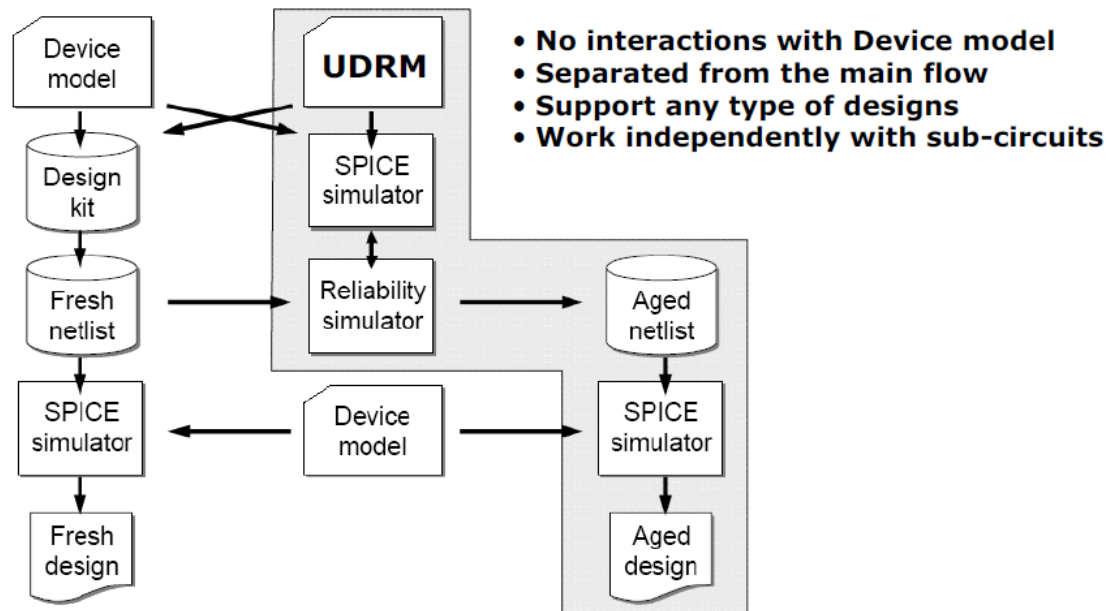 Device
model
UDRM
• No interactions with Device model
• Separated from the main flow
• Support any type of designs
• Work independently with sub-circuits
Design
kit
SPICE
simulator
Fresh
netlist
Reliability
simulator
Aged
netlist
SPICE
simulator
Device
model
SPICE
simulator
Fresh
design
Aged
design